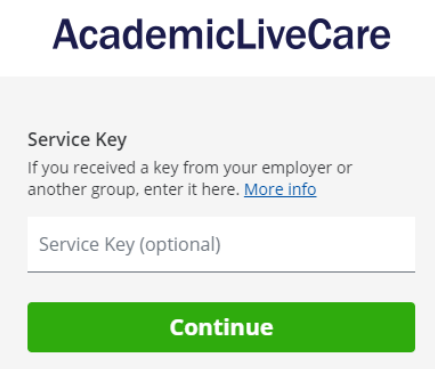 AcademicLiveCare
Service Key
If you received a key from your employer or
another group, enter it here. More info
Service Key (optional)
Continue